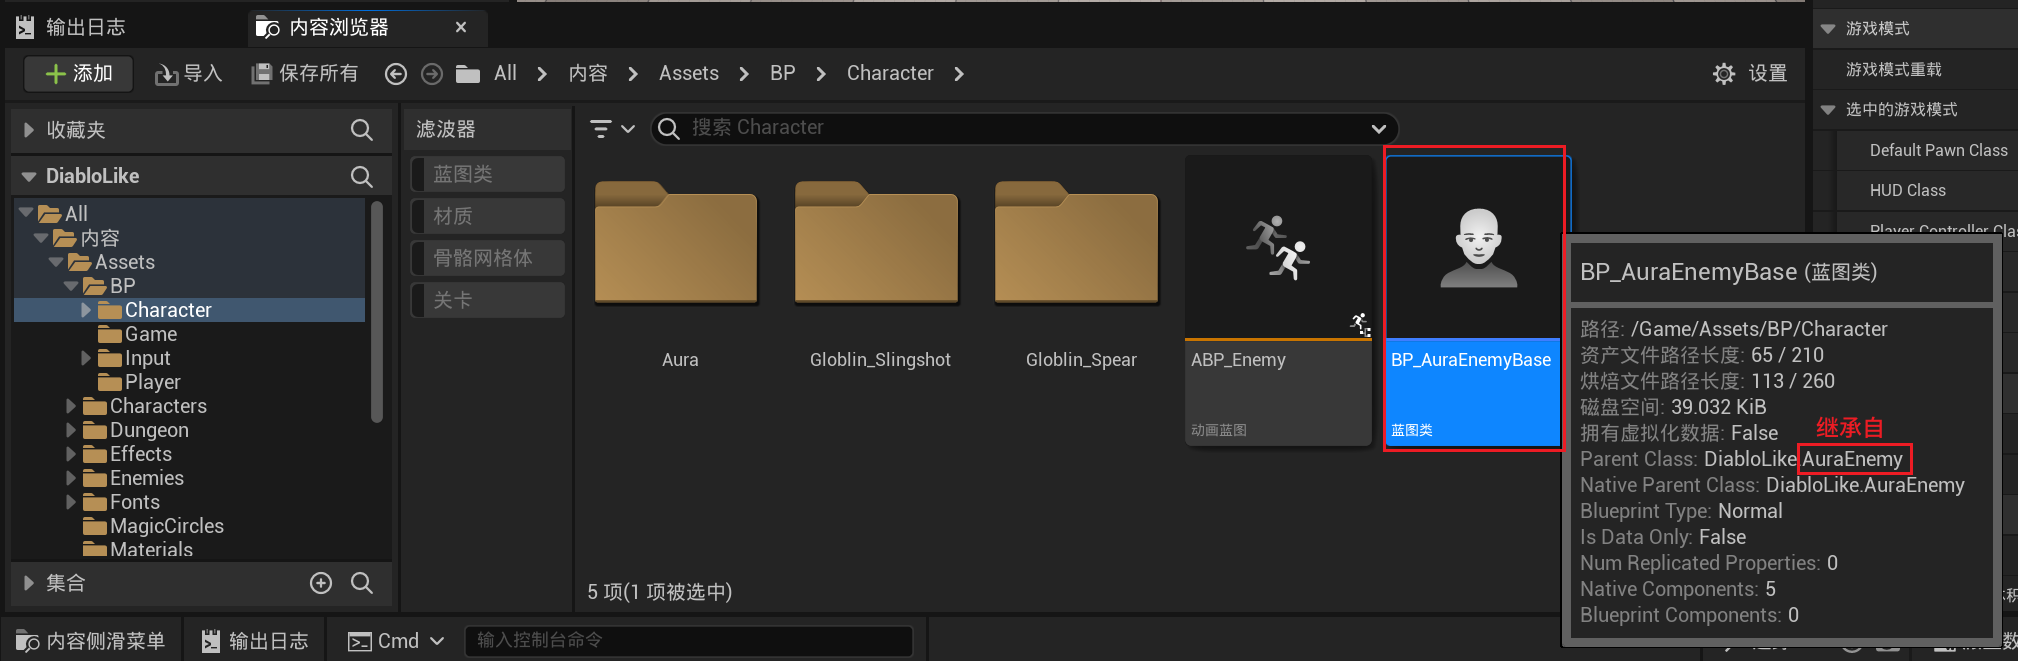 输出日志
内容浏览器
添加
导入
保存所有
All
内容
Assets
BP
Character
设置
收藏夹
DiabloLike
All
内容
Assets
BP
Character
Game
Input
Player
Characters
Dungeon
Effects
Enemies
Fonts
MagicCircles
Materials
集合
滤波器
蓝图类
材质
骨骼网格体
关卡
搜索 Character
Aura
Globlin_Slingshot
Globlin_Spear
ABP_Enemy
动画蓝图
BP_AuraEnemyBase
蓝图类
5 项(1 项被选中)
游戏模式
游戏模式重载
选中的游戏模式
Default Pawn Class
HUD Class
Player Controller Cla
BP_AuraEnemyBase (蓝图类)
路径: /Game/Assets/BP/Character
资产文件路径长度: 65 / 210
烘焙文件路径长度: 113 / 260
磁盘空间: 39.032 KiB
拥有虚拟化数据: False
继承自
Parent Class: DiabloLike.AuraEnemy
Native Parent Class: DiabloLike.AuraEnemy
Blueprint Type: Normal
Is Data Only: False
Num Replicated Properties: 0
Native Components: 5
Blueprint Components: 0
内容侧滑菜单
输出日志
Cmd
输入控制台命令